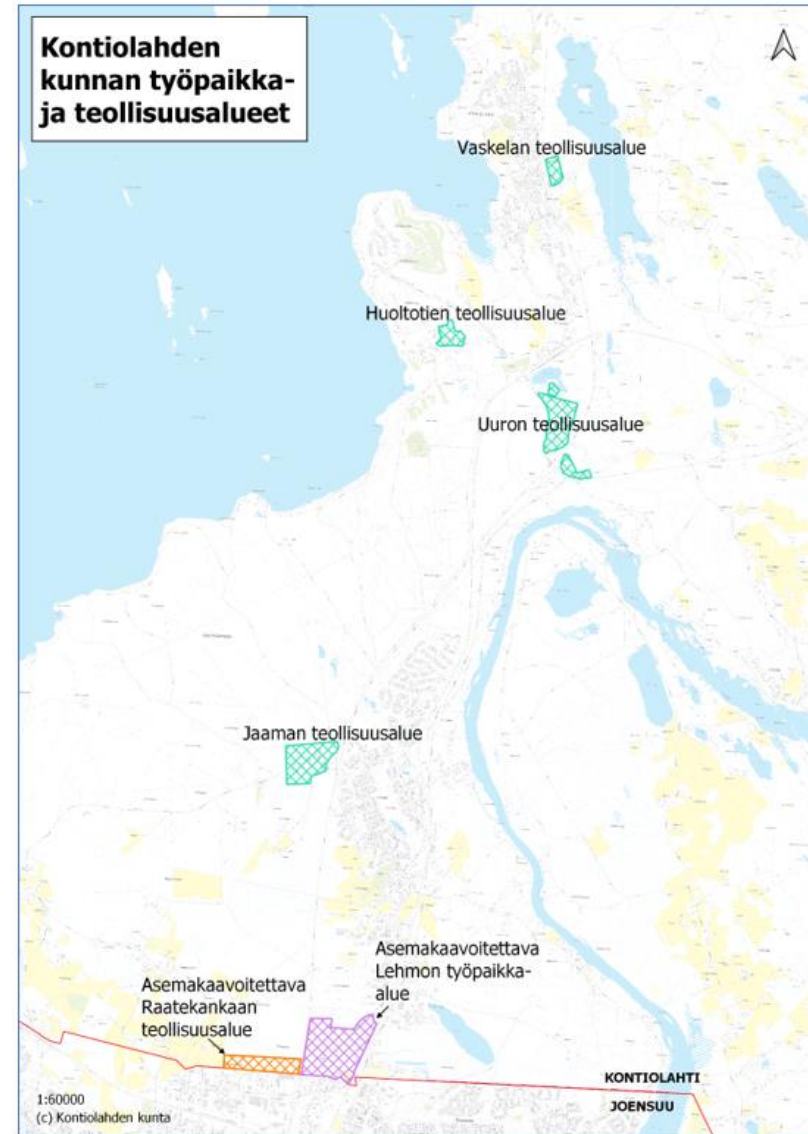 Kontiolahden
kunnan työpaikka-
ja teollisuusalueet
Vaskelan teollisuusalue
Huoltotien teollisuusalue
Uuron teollisuusalue
Jaaman teollisuusalue
Asemakaavoitettava
Lehmon työpaikka-
alue
Asemakaavoitettava
Raatekankaan
teollisuusalue
KONTIOLAHTI
JOENSUU
1:60000
(c) Kontiolahden kunta